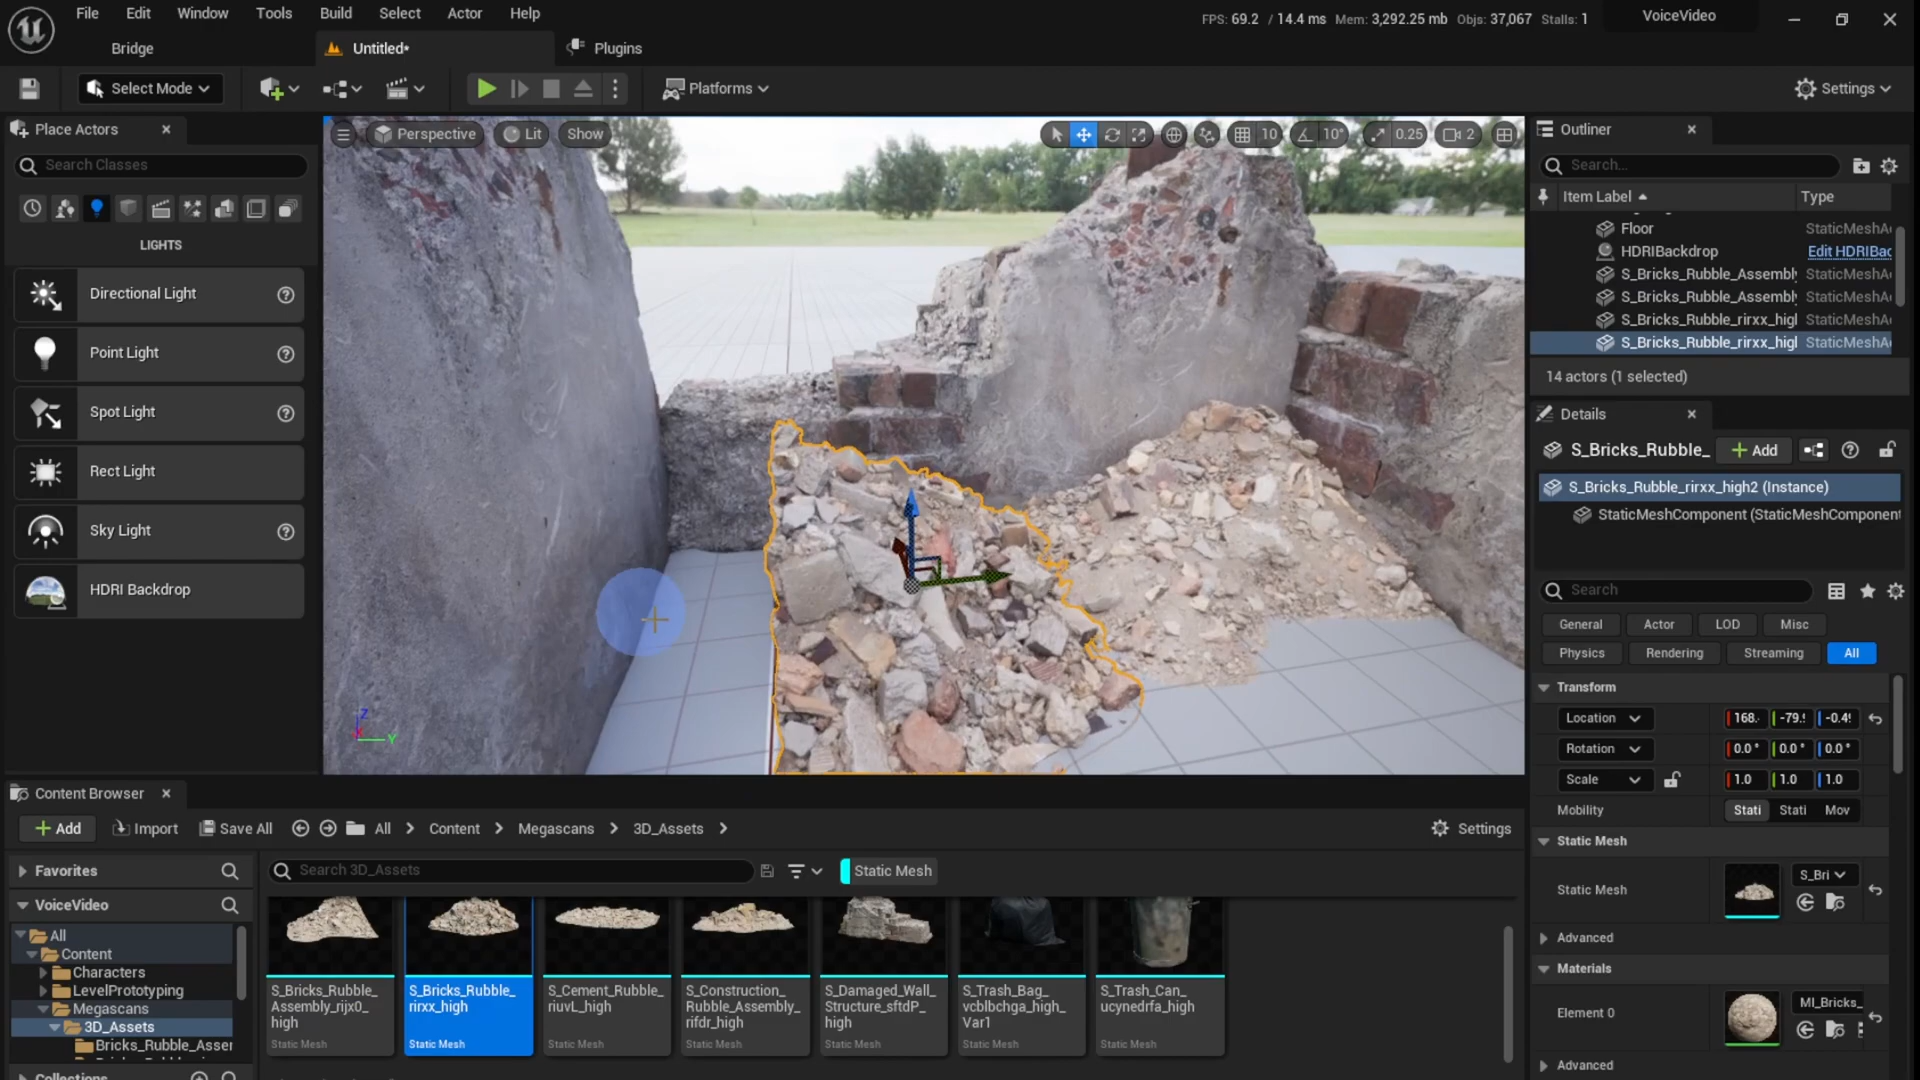 File Edit Window Tools Build Select Actor Help
FPS: 69.2 / 14.4 ms Mem: 3,292.25 mb Objs: 37,067 Stalls: 1
VoiceVideo
Bridge
Untitled*
Plugins
Select Mode
Platforms
Settings
Place Actors
Search Classes
LIGHTS
Directional Light
Point Light
Spot Light
Rect Light
Sky Light
HDRI Backdrop
Perspective
Lit
Show
10
10°
0.25
2
Z
Y
Outliner
Search...
Item Label
Type
Floor StaticMeshA
HDRIBackdrop Edit HDRIBac
S_Bricks_Rubble_Assembl StaticMeshA
S_Bricks_Rubble_Assembl StaticMeshA
S_Bricks_Rubble_rirxx_hig StaticMeshA
S_Bricks_Rubble_rirxx_hig StaticMeshA
14 actors (1 selected)
Details
S_Bricks_Rubble_
Add
S_Bricks_Rubble_rirxx_high2 (Instance)
StaticMeshComponent (StaticMeshComponent
Search
General Actor LOD Misc
Physics Rendering Streaming All
Transform
Location 168. -79.
Rotation 0.0 ° 0.0 ° 0.0 °
Scale 1.0 1.0 1.0
Mobility Stati Stati Mov
Static Mesh
Static Mesh
S_Bri
Advanced
Materials
Element 0
MI_Bricks_
Advanced
Content Browser
Add
Import
Save All
All
Content
Megascans
3D_Assets
Settings
Favorites
VoiceVideo
All
Content
Characters
LevelPrototyping
Megascans
3D_Assets
Bricks_Rubble_Asser
Collections
Search 3D_Assets
Static Mesh
S_Bricks_Rubble_
Assembly_rijx0_
high
Static Mesh
S_Bricks_Rubble_
rirxx_high
Static Mesh
S_Cement_Rubble_
riuvL_high
Static Mesh
S_Construction_
Rubble_Assembly_
rifdr_high
Static Mesh
S_Damaged_Wall_
Structure_sftdP_
high
Static Mesh
S_Trash_Bag_
vcblbchga_high_
Var1
Static Mesh
S_Trash_Can_
ucynedrfa_high
Static Mesh